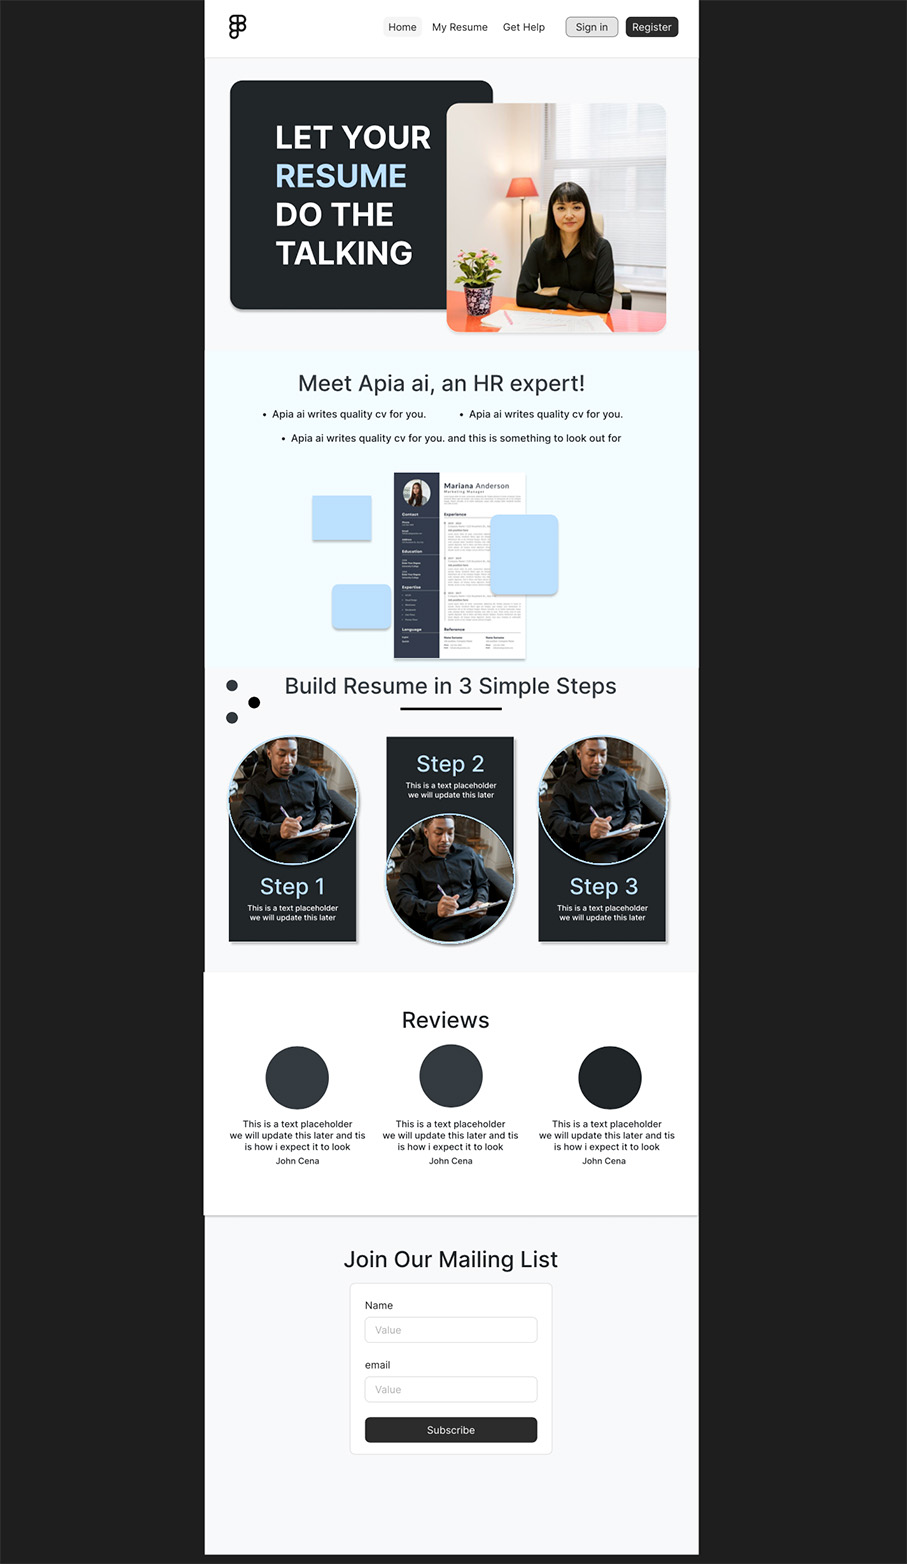 Home My Resume Get Help Sign in Register
LET YOUR
RESUME
DO THE
TALKING
Meet Apia ai, an HR expert!
• Apia ai writes quality cv for you. • Apia ai writes quality cv for you.
• Apia ai writes quality cv for you. and this is something to look out for
Mariana Anderson
Marketing Manager
Contact
Education
Expertise
Language
Experience
Reference
Build Resume in 3 Simple Steps
Step 1
This is a text placeholder
we will update this later
Step 2
This is a text placeholder
we will update this later
Step 3
This is a text placeholder
we will update this later
Reviews
This is a text placeholder
we will update this later and tis
is how i expect it to look
John Cena
This is a text placeholder
we will update this later and tis
is how i expect it to look
John Cena
This is a text placeholder
we will update this later and tis
is how i expect it to look
John Cena
Join Our Mailing List
Name
Value
email
Value
Subscribe